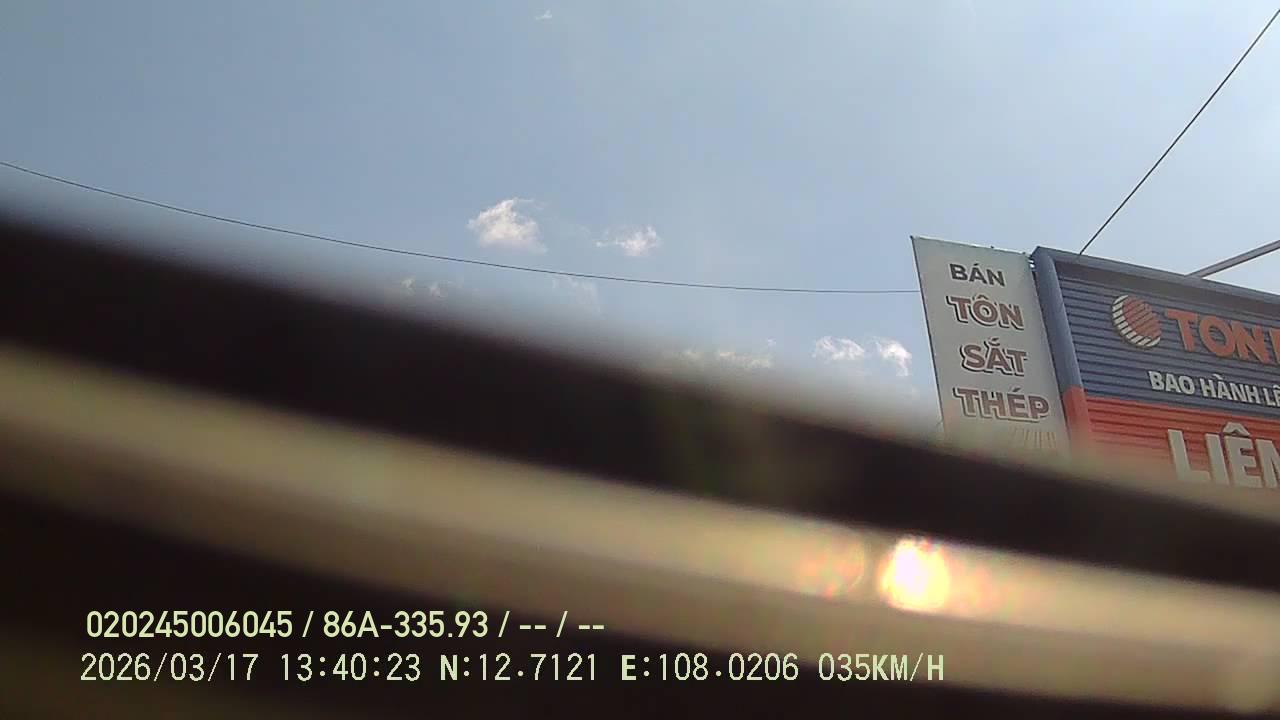 BÁN
TÔN
SẮT
THÉP
TON
BAO HÀNH
LIÊN
020245006045 / 86A-335.93 / -- / --
2026/03/17 13:40:23 N:12.7121 E:108.0206 035KM/H